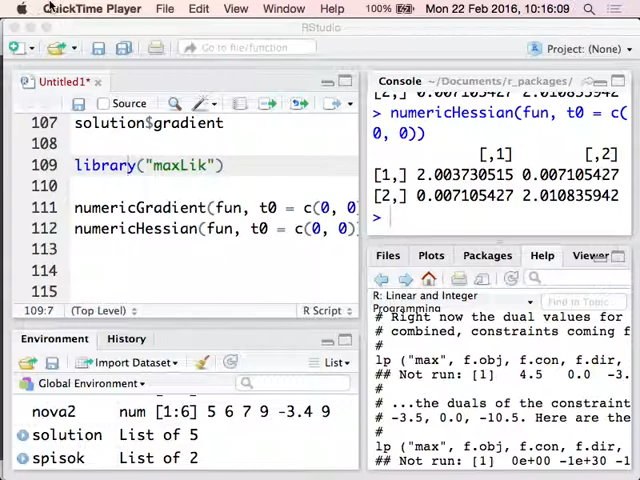 QuickTime Player File Edit View Window Help 100% Mon 22 Feb 2016, 10:16:09
RStudio
Go to file/function Project: (None)
Untitled1*
Source
107 solution$gradient
108
109 library("maxLik")
110
111 numericGradient(fun, t0 = c(0, 0)
112 numericHessian(fun, t0 = c(0, 0)
113
114
115
109:7 (Top Level) R Script
Console ~/Documents/r_packages/
[2,] 0.007105427 2.010835942
> numericHessian(fun, t0 = c(
0, 0))
[,1] [,2]
[1,] 2.003730515 0.007105427
[2,] 0.007105427 2.010835942
>
Environment History
Import Dataset List
Global Environment
nova2 num [1:6] 5 6 7 9 -3.4 9
solution List of 5
spisok List of 2
Files Plots Packages Help Viewer
R: Linear and Integer
Programming Find in Topic
# Right now the dual values for
# combined, constraints coming f
#
lp ("max", f.obj, f.con, f.dir,
## Not run: [1] 4.5 0.0 -3.
#
# ...the duals of the constraint
# -3.5, 0.0, -10.5. Here are the
#
lp ("max", f.obj, f.con, f.dir,
## Not run: [1] 0e+00 -1e+30 -1